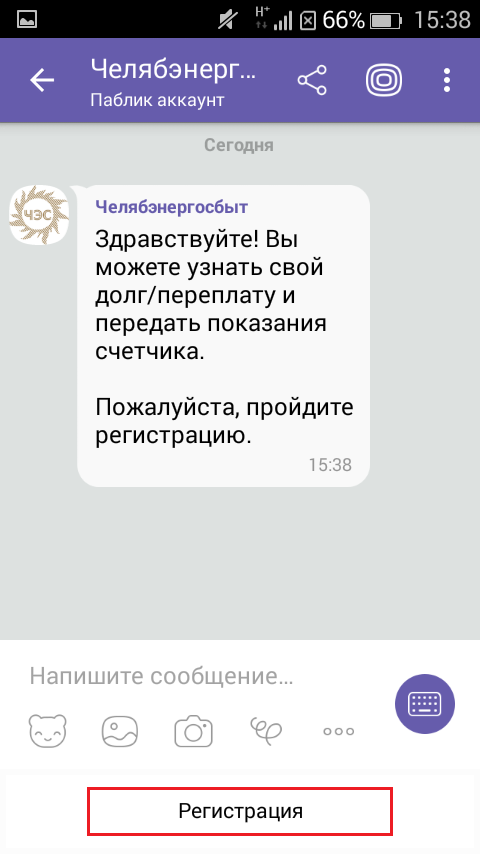 H+ 66% 15:38
Челябэнерг...
Паблик аккаунт
Сегодня
ЧЭС
Челябэнергосбыт
Здравствуйте! Вы
можете узнать свой
долг/переплату и
передать показания
счетчика.
Пожалуйста, пройдите
регистрацию.
15:38
Напишите сообщение...
Регистрация